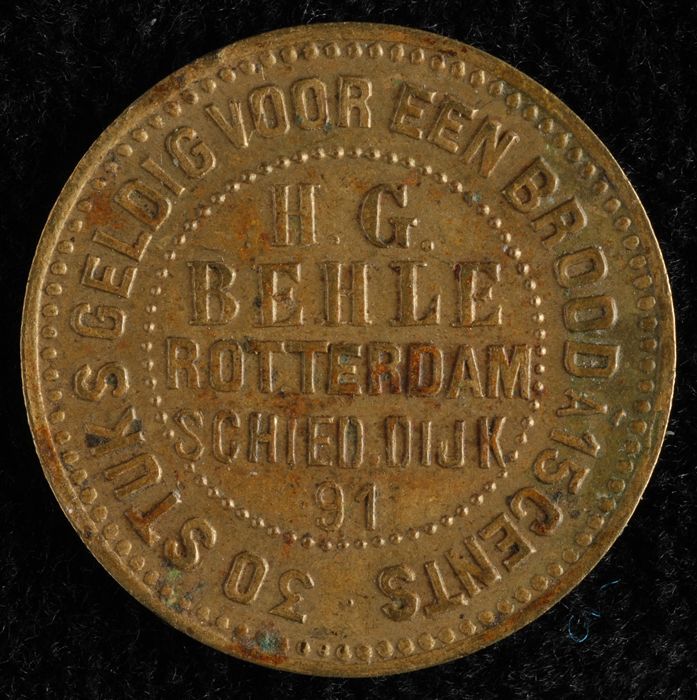 30 STUKS GELDIG VOOR EEN BROOD À 15 CENTS
H. G.
BEHLE
ROTTERDAM
SCHIED. DIJK
91